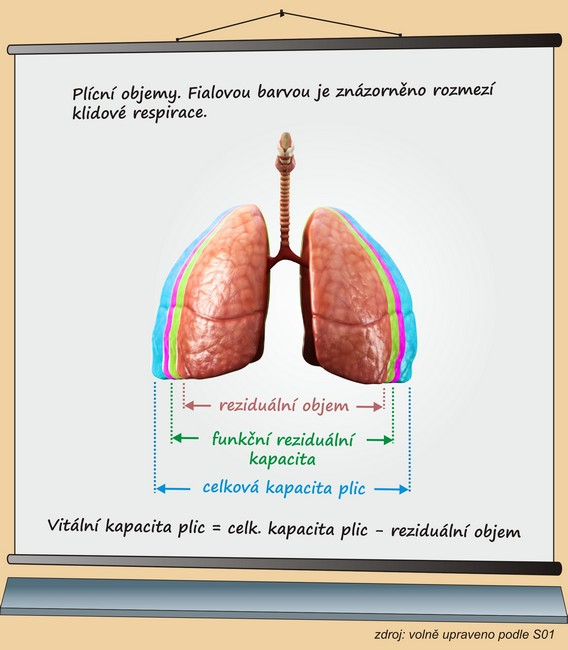 Plícní objemy. Fialovou barvou je znázorněno rozmezí
klidové respirace.
reziduální objem
funkční reziduální
kapacita
celková kapacita plic
Vitální kapacita plic = celk. kapacita plic - reziduální objem
zdroj: volně upraveno podle S01